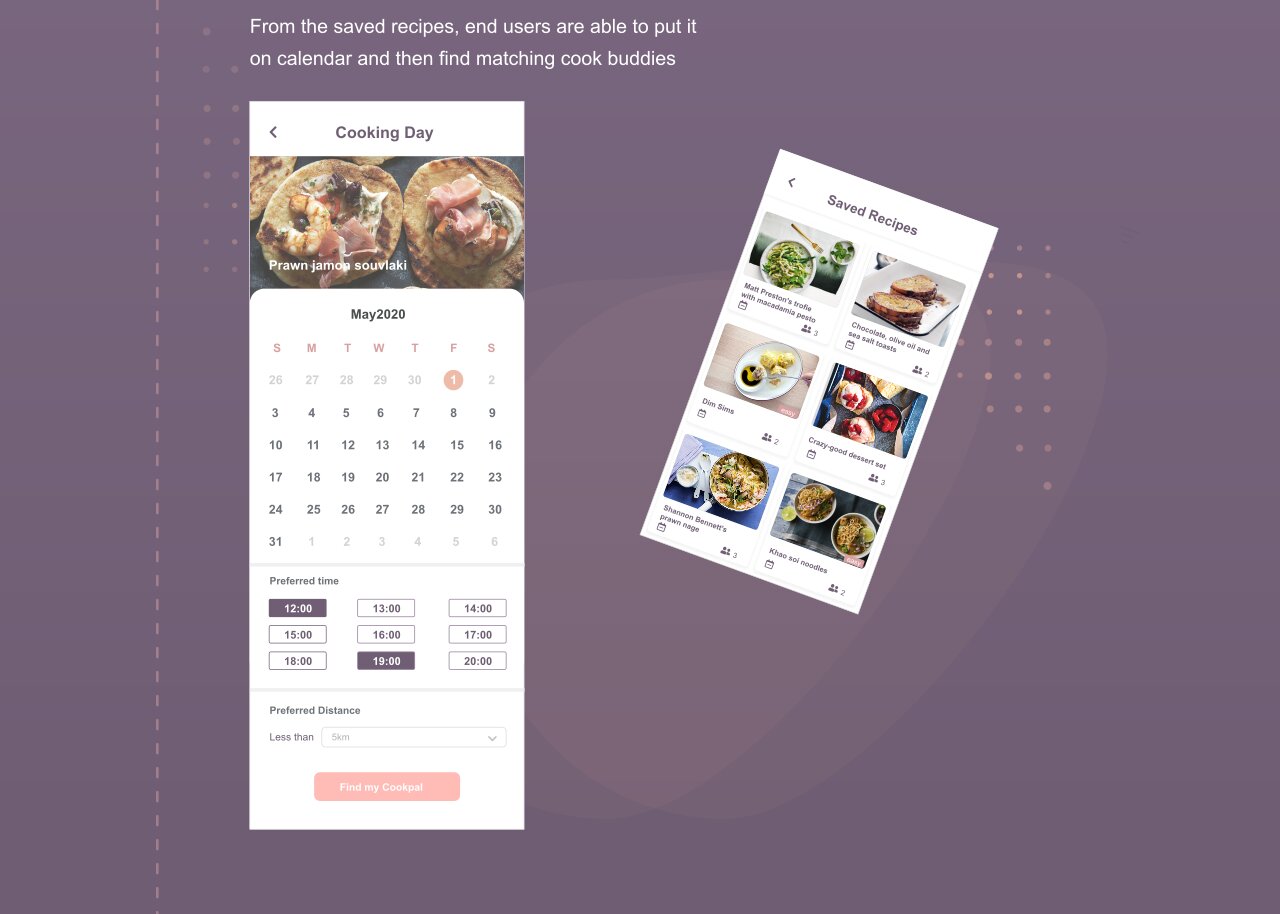 From the saved recipes, end users are able to put it
on calendar and then find matching cook buddies
Cooking Day
Prawn jamon souvlaki
May2020
S M T W T F S
26 27 28 29 30 1 2
3 4 5 6 7 8 9
10 11 12 13 14 15 16
17 18 19 20 21 22 23
24 25 26 27 28 29 30
31 1 2 3 4 5 6
Preferred time
12:00 13:00 14:00
15:00 16:00 17:00
18:00 19:00 20:00
Preferred Distance
Less than 5km
Find my Cookpal
Saved Recipes
Matt Preston's trofie
with macadamia pesto
3
Chocolate, olive oil and
sea salt toasts
2
easy
Dim Sims
2
Crazy-good dessert set
3
Shannon Bennett's
prawn nage
3
easy
Khao soi noodles
2